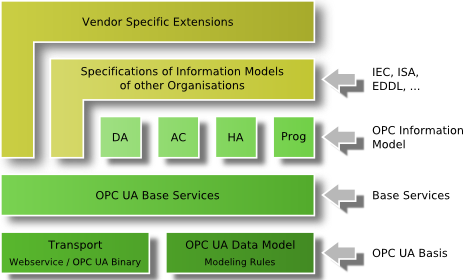 Vendor Specific Extensions
Specifications of Information Models
of other Organisations
IEC, ISA,
EDDL, ...
DA
AC
HA
Prog
OPC Information
Model
OPC UA Base Services
Base Services
Transport
Webservice / OPC UA Binary
OPC UA Data Model
Modeling Rules
OPC UA Basis